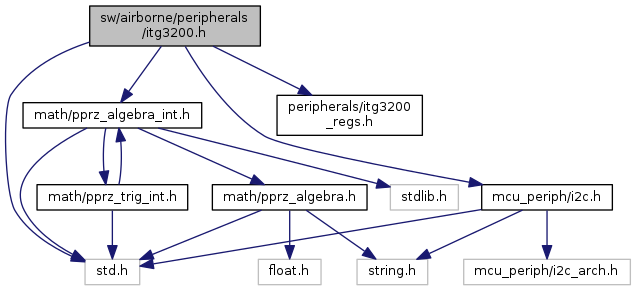 sw/airborne/peripherals
/itg3200.h
math/pprz_algebra_int.h
peripherals/itg3200
_regs.h
math/pprz_trig_int.h
math/pprz_algebra.h
stdlib.h
mcu_periph/i2c.h
std.h
float.h
string.h
mcu_periph/i2c_arch.h